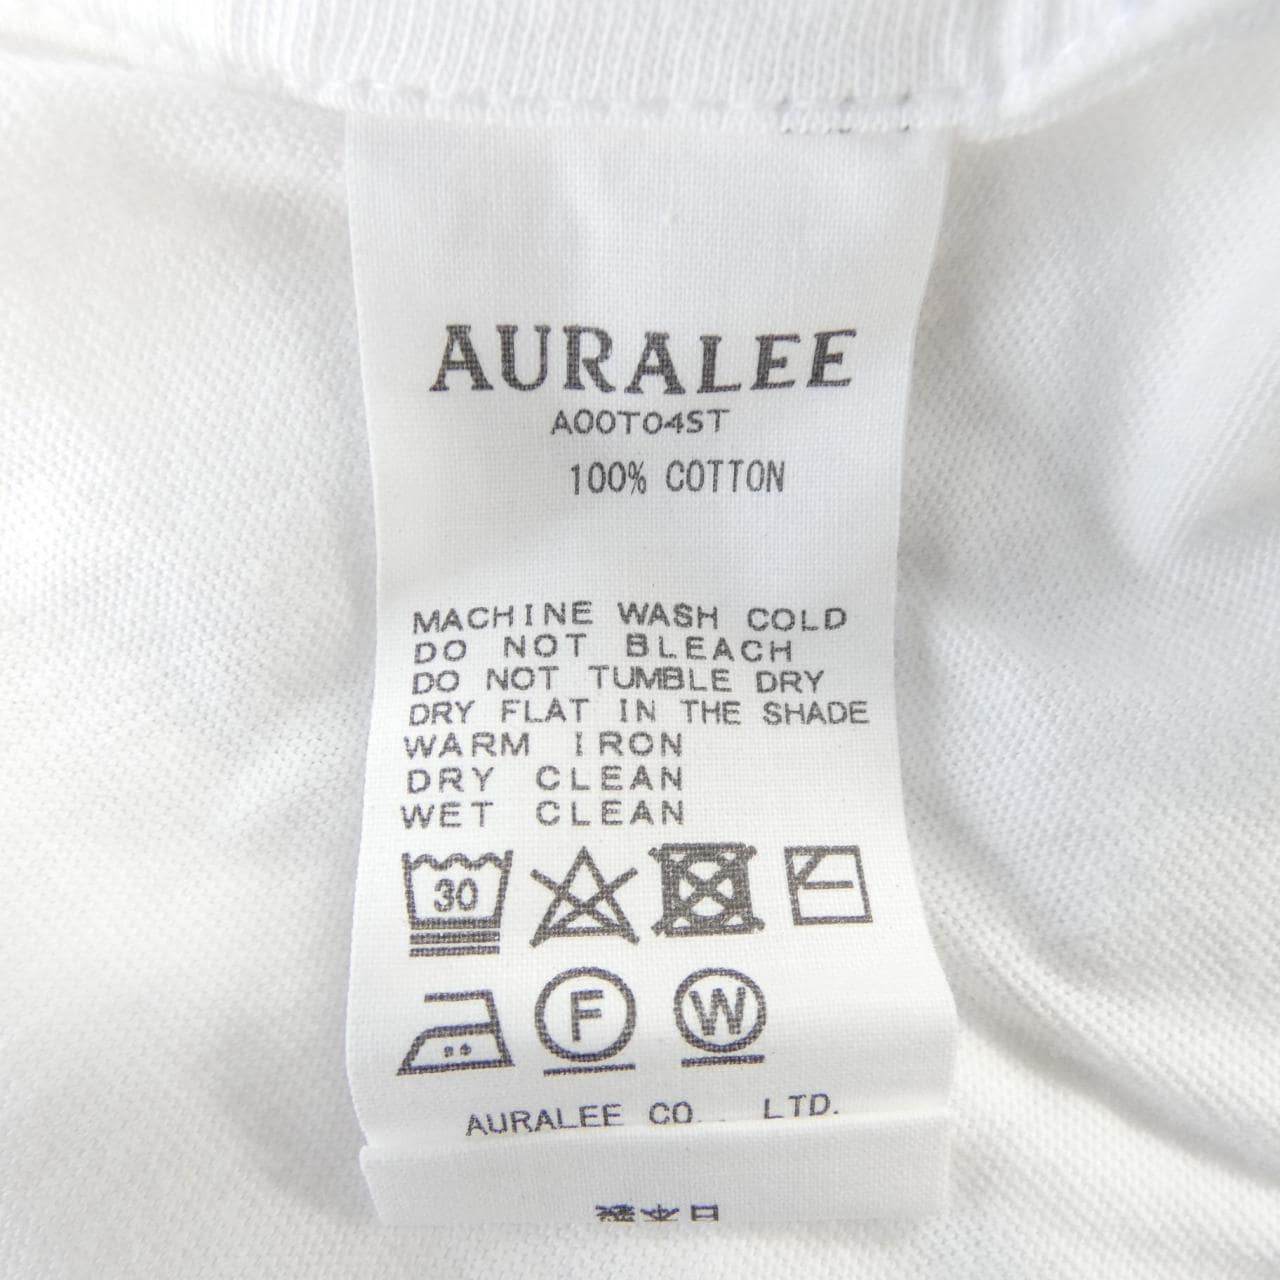 AURALEE
A00T04ST
100% COTTON
MACHINE WASH COLD
DO NOT BLEACH
DO NOT TUMBLE DRY
DRY FLAT IN THE SHADE
WARM IRON
DRY CLEAN
WET CLEAN
30
F W
AURALEE CO., LTD.